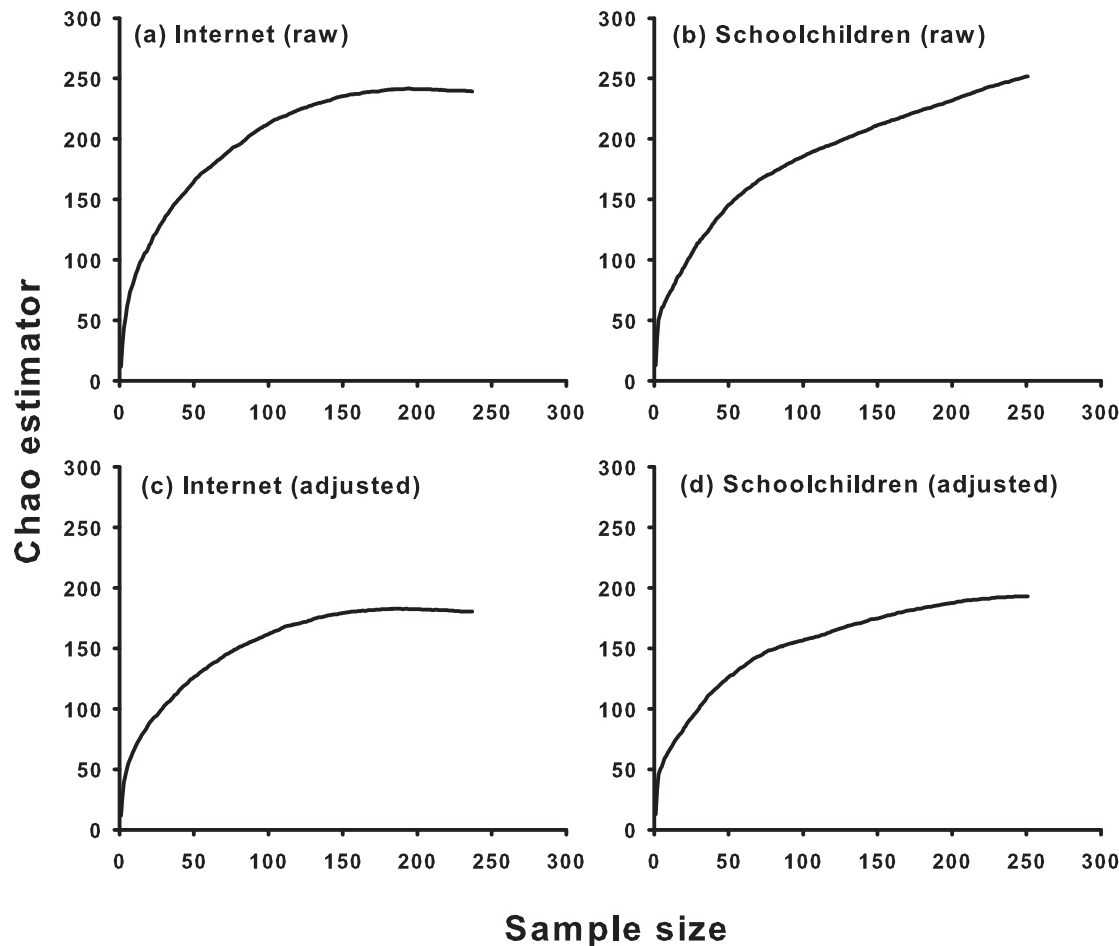 Chao estimator
(a) Internet (raw)
300
250
200
150
100
50
0
0 50 100 150 200 250 300
(b) Schoolchildren (raw)
300
250
200
150
100
50
0
0 50 100 150 200 250 300
(c) Internet (adjusted)
300
250
200
150
100
50
0
0 50 100 150 200 250 300
(d) Schoolchildren (adjusted)
300
250
200
150
100
50
0
0 50 100 150 200 250 300
Sample size